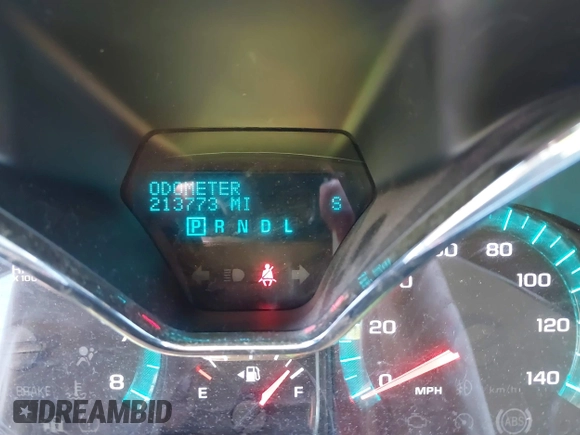 ODOMETER
213773 MI S
P R N D L
80
100
120
140
20
0
MPH
km/h
8
E F
BRAKE
ABS
DREAMBID